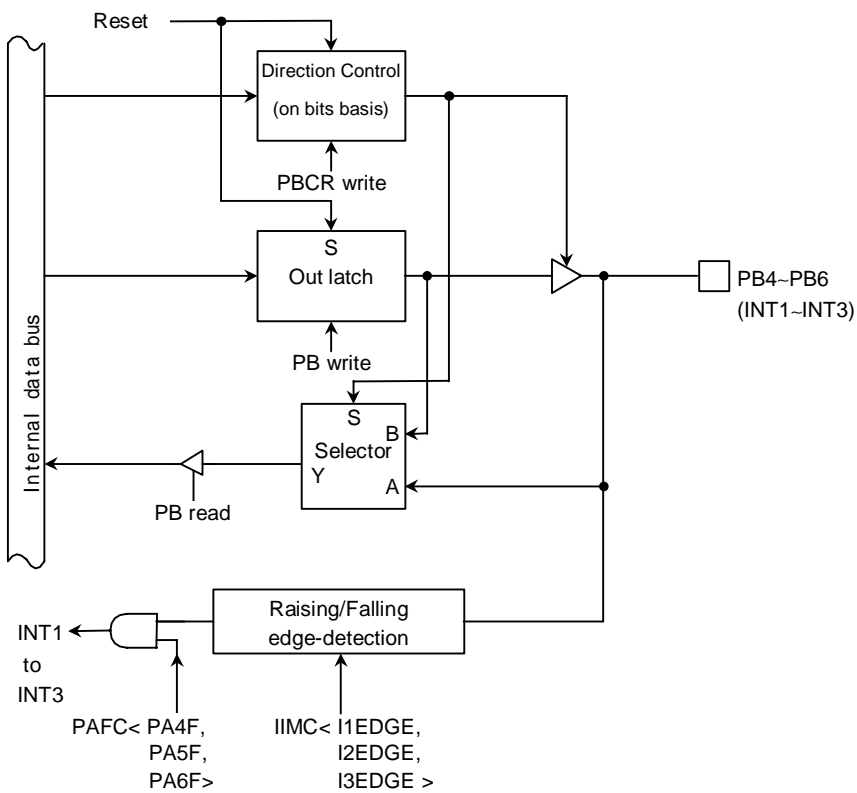 Reset
Direction Control
(on bits basis)
PBCR write
S
Out latch
PB4~PB6
(INT1~INT3)
PB write
Internal data bus
S
B
Selector
Y
A
PB read
Raising/Falling
edge-detection
INT1
to
INT3
PAFC< PA4F,
PA5F,
PA6F>
IIMC< I1EDGE,
I2EDGE,
I3EDGE >